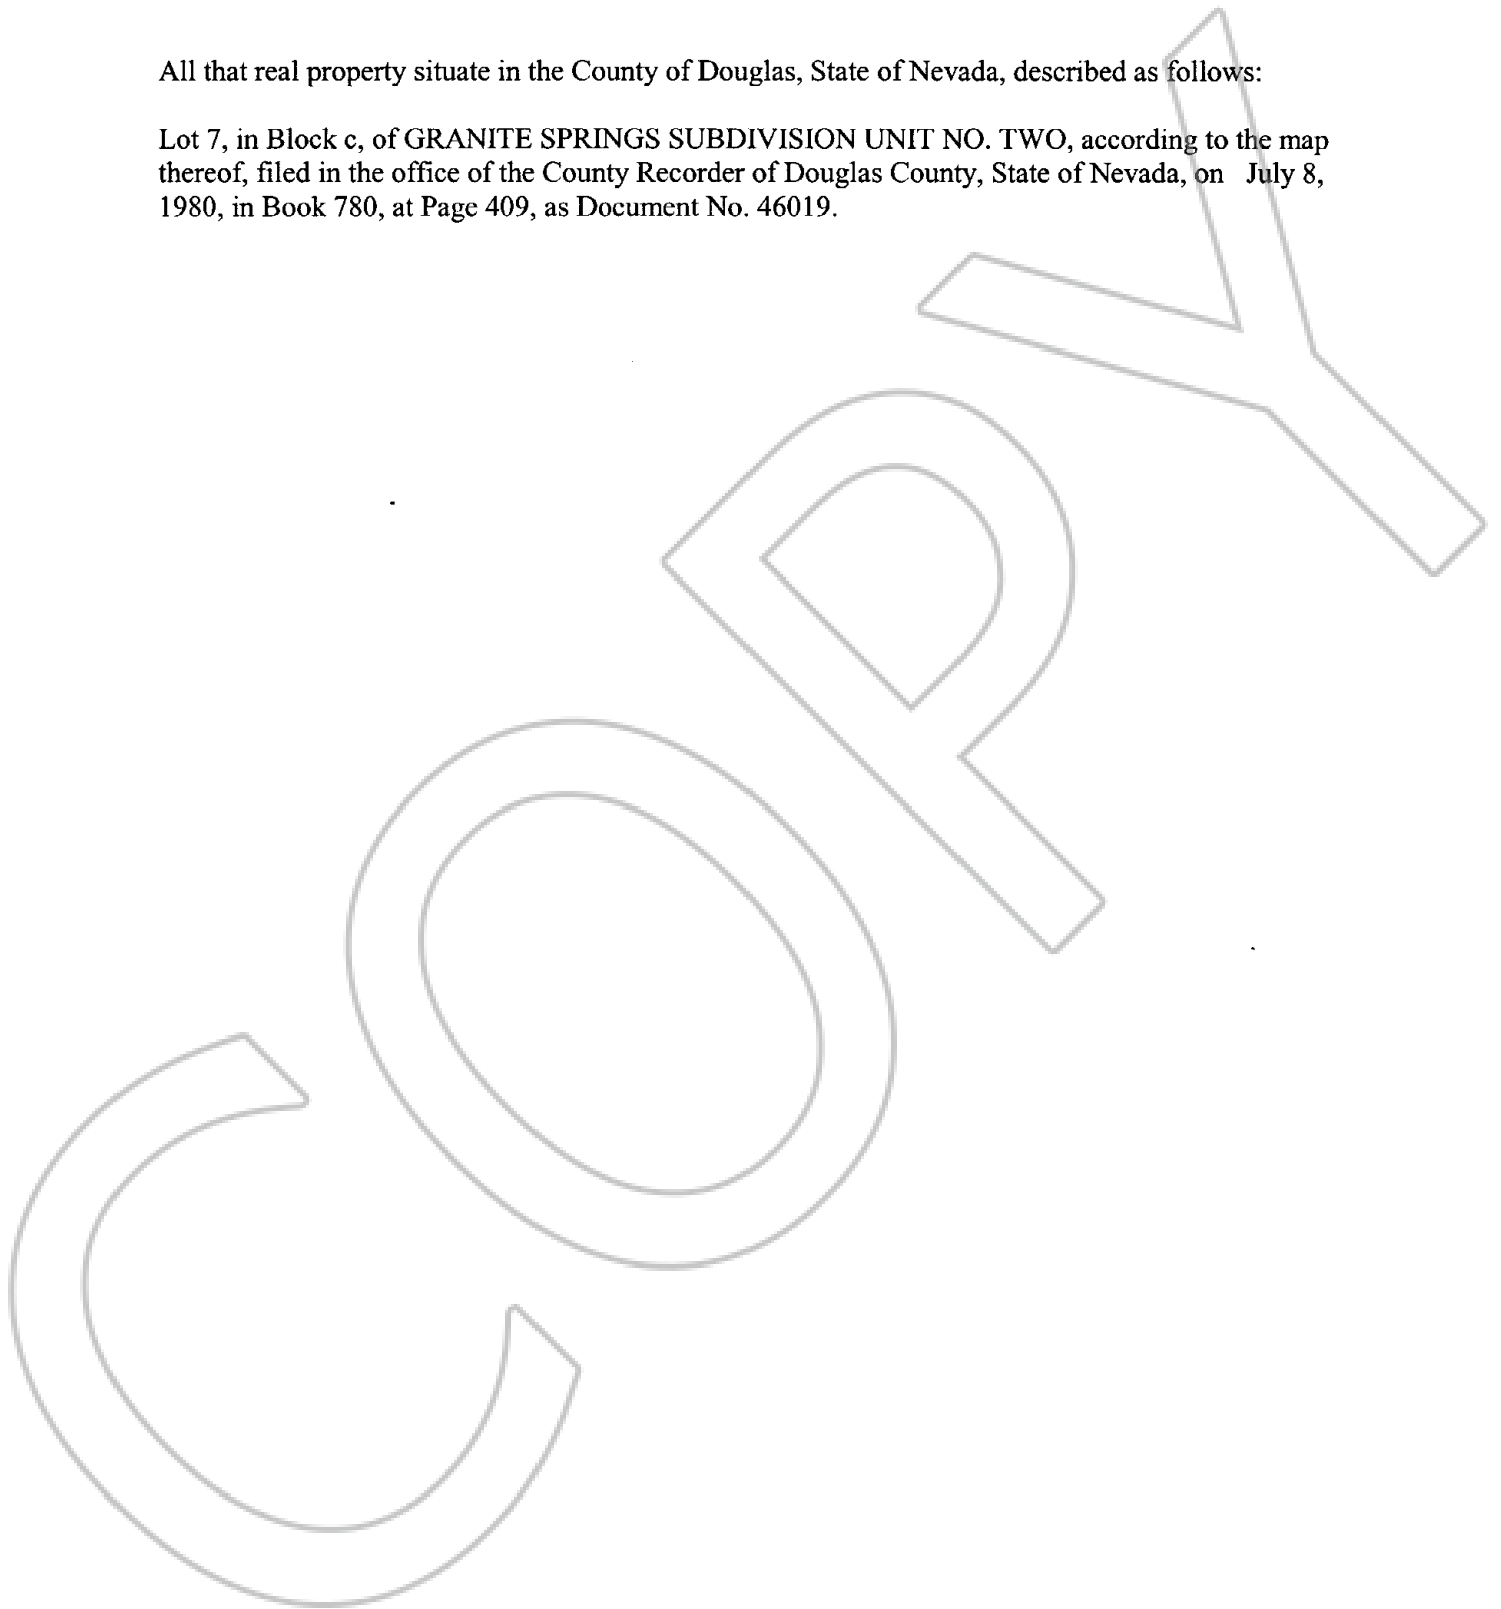 All that real property situate in the County of Douglas, State of Nevada, described as follows:
Lot 7, in Block c, of GRANITE SPRINGS SUBDIVISION UNIT NO. TWO, according to the map
thereof, filed in the office of the County Recorder of Douglas County, State of Nevada, on July 8,
1980, in Book 780, at Page 409, as Document No. 46019.
COPY